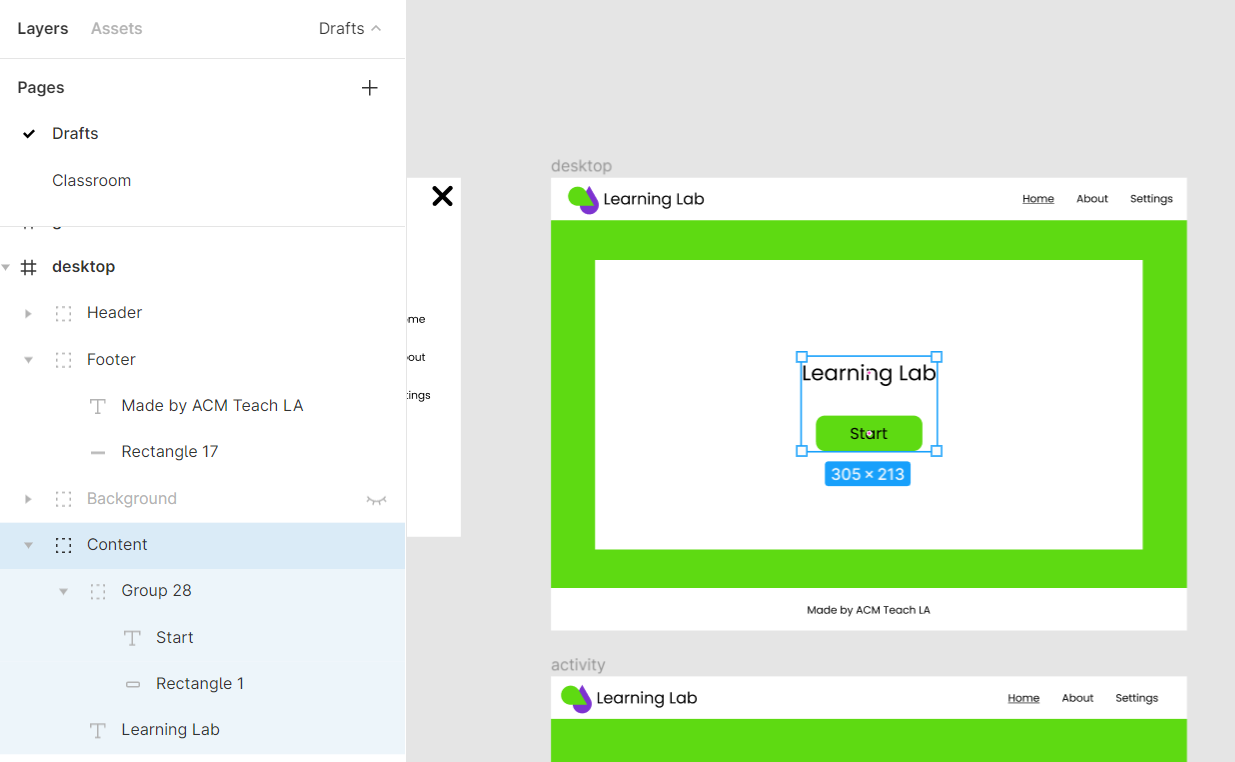 Layers Assets Drafts
Pages
Drafts
Classroom
desktop
Header
Footer
Made by ACM Teach LA
Rectangle 17
Background
Content
Group 28
Start
Rectangle 1
Learning Lab
ome
out
tings
desktop
Learning Lab Home About Settings
Learning Lab
Start
305 × 213
Made by ACM Teach LA
activity
Learning Lab Home About Settings